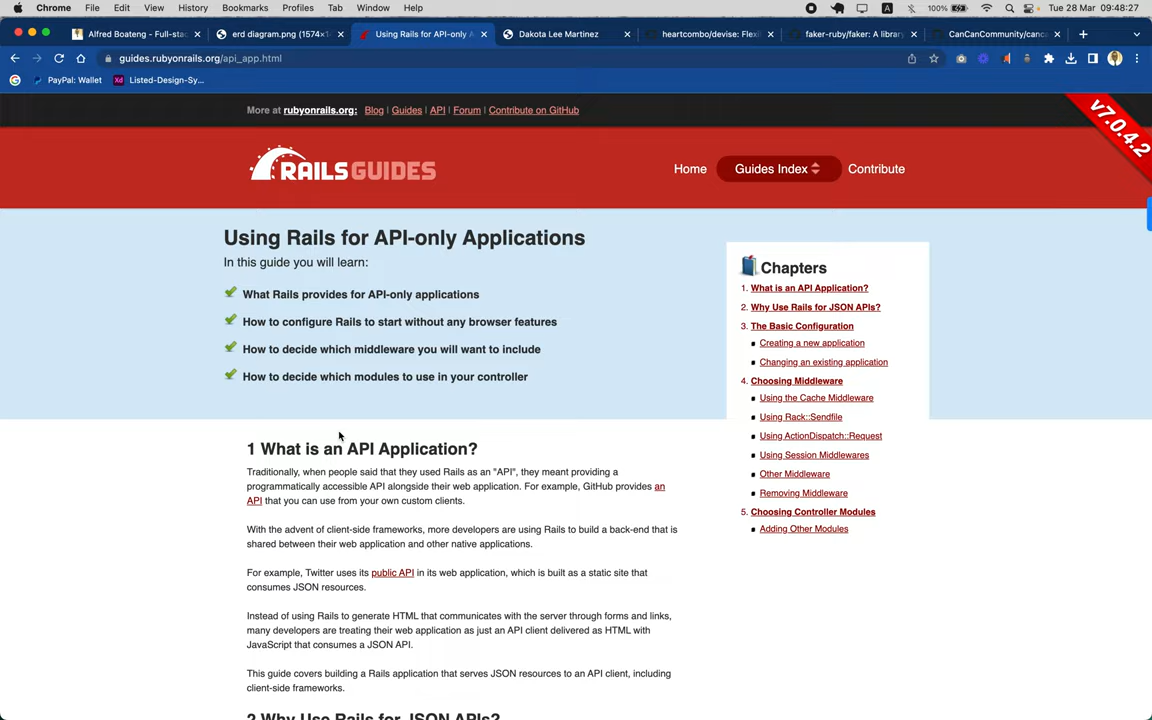 Chrome File Edit View History Bookmarks Profiles Tab Window Help A 100% Tue 28 Mar 09:48:27
Alfred Boateng - Full-stac erd diagram.png (1574×1 Using Rails for API-only A Dakota Lee Martinez heartcombo/devise: Flexi faker-ruby/faker: A library CanCanCommunity/canca
guides.rubyonrails.org/api_app.html
PayPal: Wallet Xd Listed-Design-Sy...
More at rubyonrails.org: Blog | Guides | API | Forum | Contribute on GitHub
v7.0.4.2
RAILSGUIDES
Home Guides Index Contribute
Using Rails for API-only Applications
In this guide you will learn:
What Rails provides for API-only applications
How to configure Rails to start without any browser features
How to decide which middleware you will want to include
How to decide which modules to use in your controller
Chapters
1. What is an API Application?
2. Why Use Rails for JSON APIs?
3. The Basic Configuration
Creating a new application
Changing an existing application
4. Choosing Middleware
Using the Cache Middleware
Using Rack::Sendfile
Using ActionDispatch::Request
Using Session Middlewares
Other Middleware
Removing Middleware
5. Choosing Controller Modules
Adding Other Modules
1 What is an API Application?
Traditionally, when people said that they used Rails as an "API", they meant providing a
programmatically accessible API alongside their web application. For example, GitHub provides an
API that you can use from your own custom clients.
With the advent of client-side frameworks, more developers are using Rails to build a back-end that is
shared between their web application and other native applications.
For example, Twitter uses its public API in its web application, which is built as a static site that
consumes JSON resources.
Instead of using Rails to generate HTML that communicates with the server through forms and links,
many developers are treating their web application as just an API client delivered as HTML with
JavaScript that consumes a JSON API.
This guide covers building a Rails application that serves JSON resources to an API client, including
client-side frameworks.
2 Why Use Rails for JSON APIs?